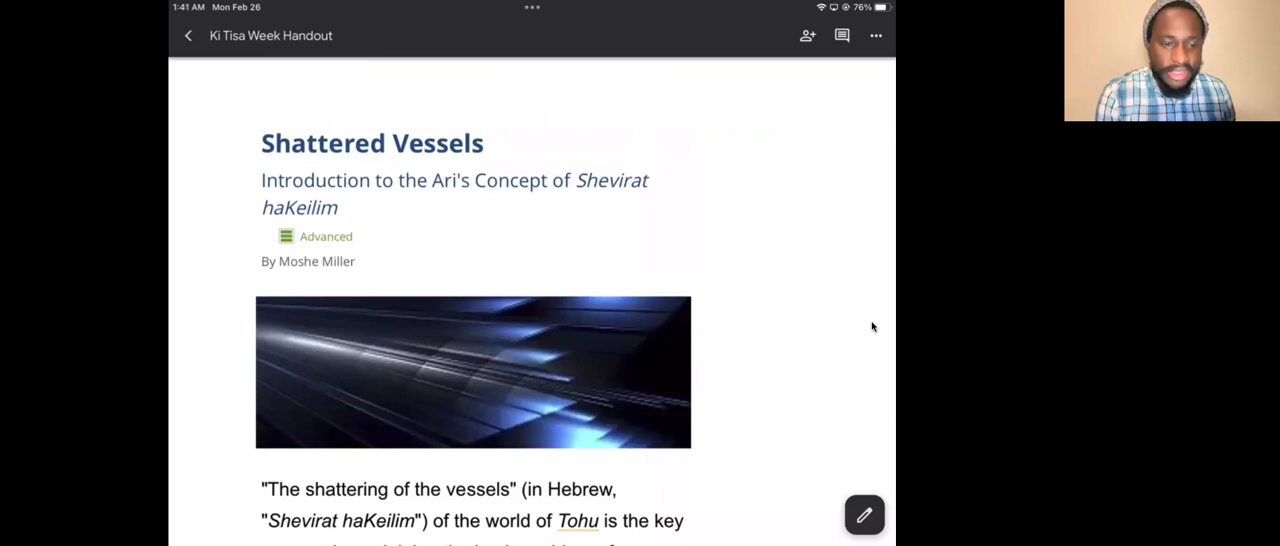 1:41 AM Mon Feb 26
76%
Ki Tisa Week Handout
Shattered Vessels
Introduction to the Ari's Concept of Shevirat
haKeilim
Advanced
By Moshe Miller
"The shattering of the vessels" (in Hebrew,
"Shevirat haKeilim") of the world of Tohu is the key